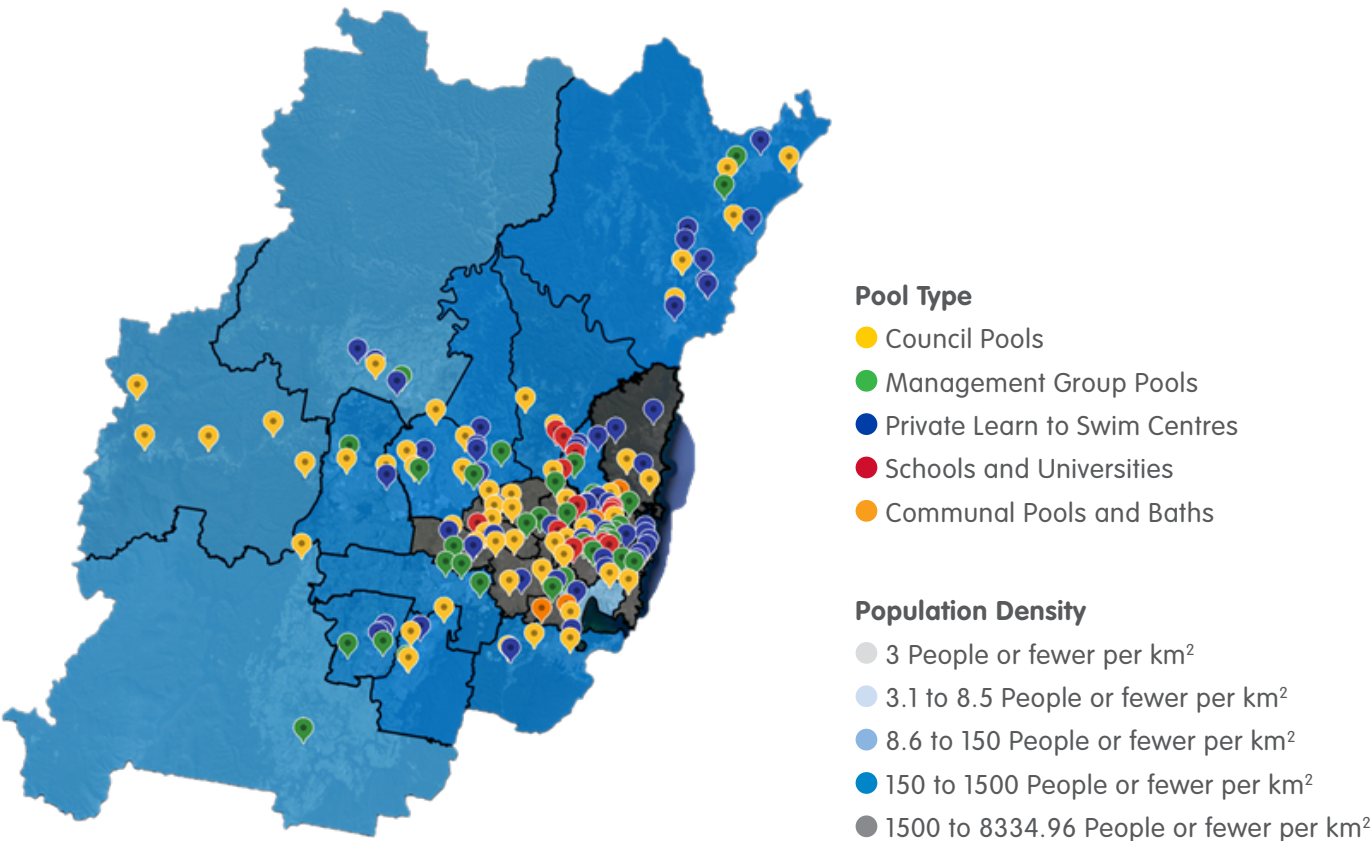 Pool Type
Council Pools
Management Group Pools
Private Learn to Swim Centres
Schools and Universities
Communal Pools and Baths
Population Density
3 People or fewer per km²
3.1 to 8.5 People or fewer per km²
8.6 to 150 People or fewer per km²
150 to 1500 People or fewer per km²
1500 to 8334.96 People or fewer per km²